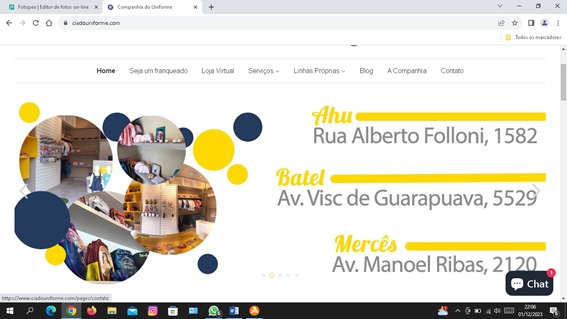 Fotopea | Editor de fotos on-line
Companhia do Uniforme
ciadouniforme.com
Todos os marcadores
Home
Seja um franqueado
Loja Virtual
Serviços
Linhas Próprias
Blog
A Companhia
Contato
Ahu
Rua Alberto Folloni, 1582
Batel
Av. Visc de Guarapuava, 5529
Mercês
Av. Manoel Ribas, 2120
1
Chat
https://www.ciadouniforme.com/pages/contato
22:06
01/12/2023